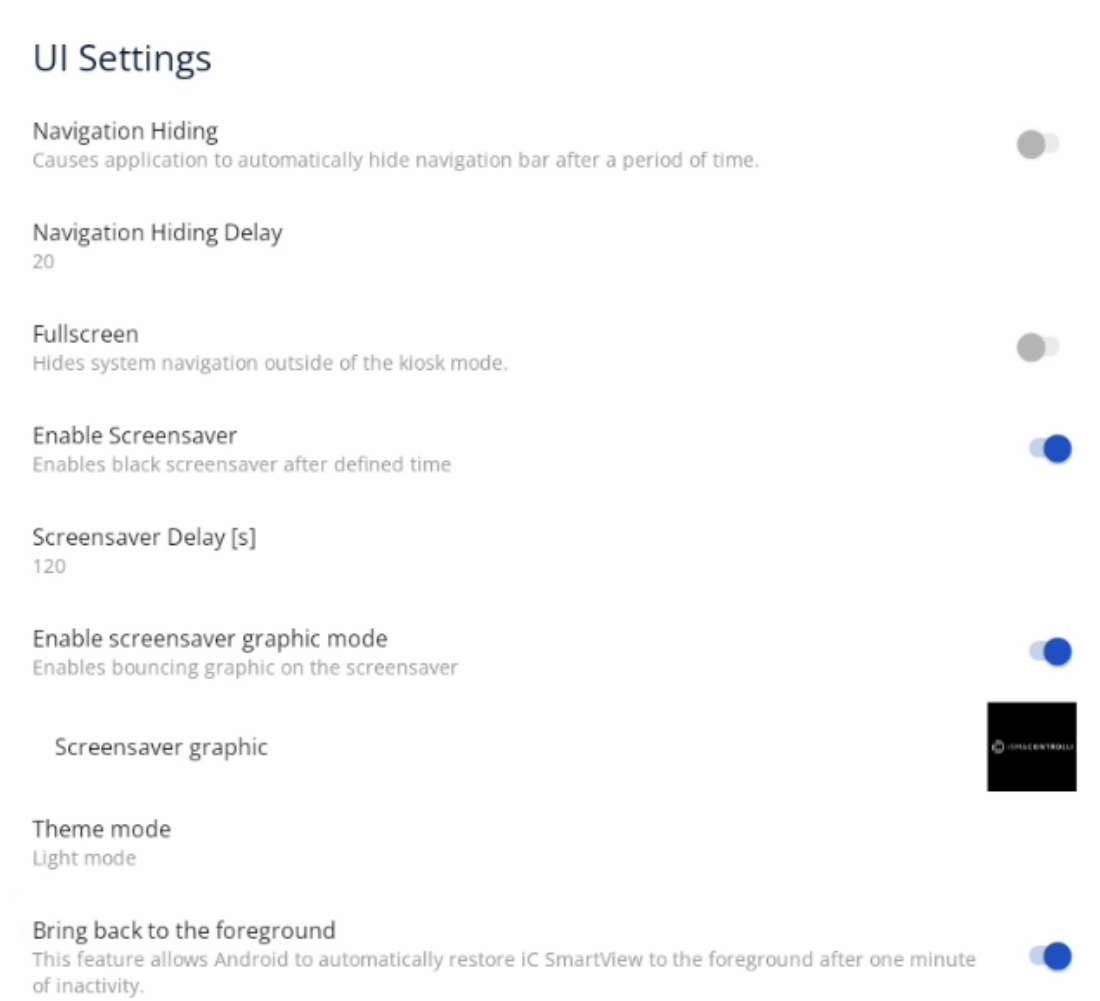 UI Settings
Navigation Hiding
Causes application to automatically hide navigation bar after a period of time.
Navigation Hiding Delay
20
Fullscreen
Hides system navigation outside of the kiosk mode.
Enable Screensaver
Enables black screensaver after defined time
Screensaver Delay [s]
120
Enable screensaver graphic mode
Enables bouncing graphic on the screensaver
Screensaver graphic
Theme mode
Light mode
Bring back to the foreground
This feature allows Android to automatically restore iC SmartView to the foreground after one minute
of inactivity.